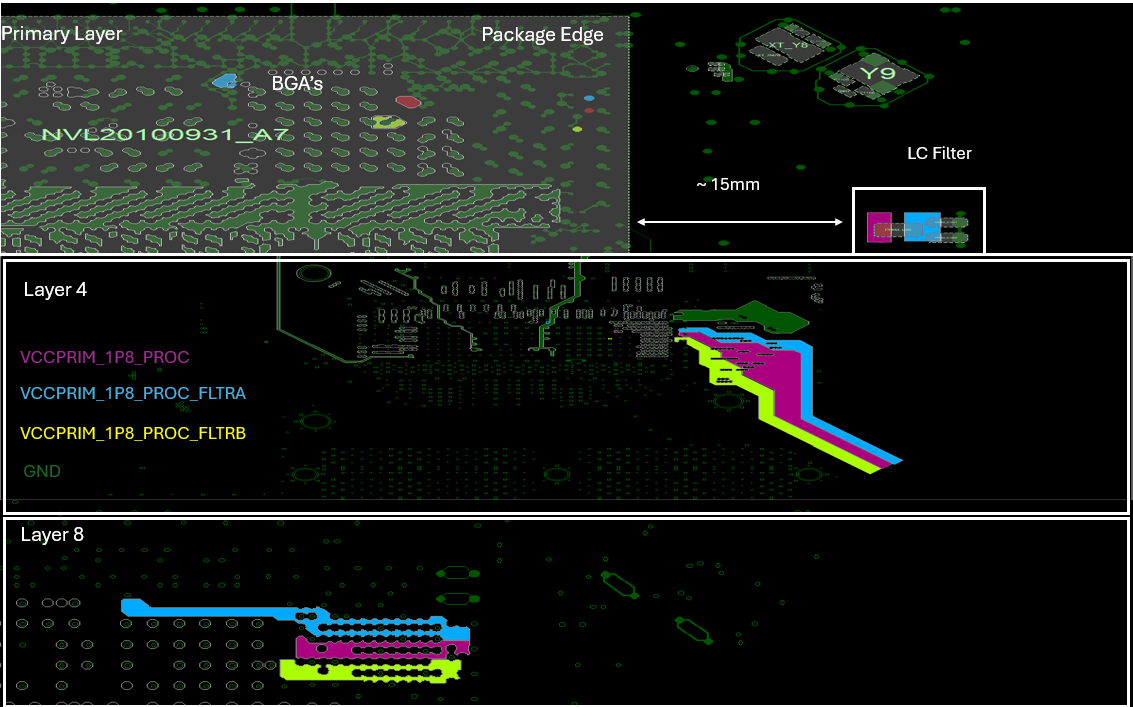 Primary Layer
Package Edge
XT_Y8
Y9
BGA's
NVL20100931_A7
LC Filter
~ 15mm
Layer 4
VCCPRIM_1P8_PROC
VCCPRIM_1P8_PROC_FLTRA
VCCPRIM_1P8_PROC_FLTRB
GND
Layer 8